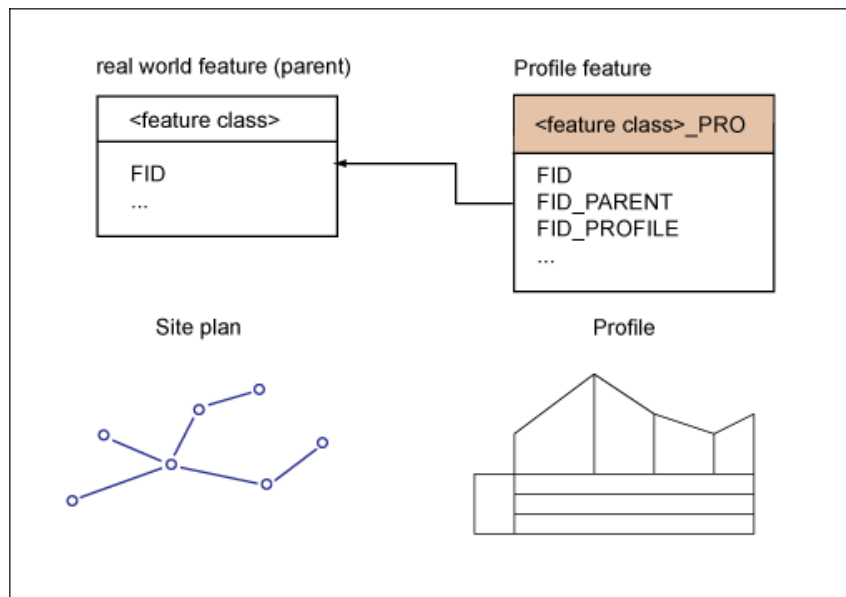 real world feature (parent)
Profile feature
<feature class>
<feature class>_PRO
FID
...
FID
FID_PARENT
FID_PROFILE
...
Site plan
Profile